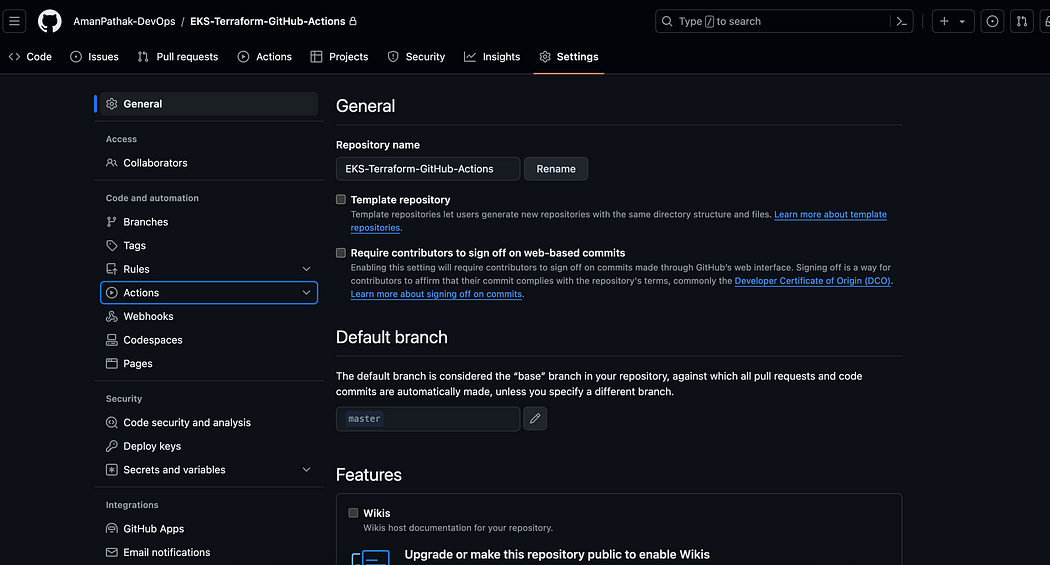 AmanPathak-DevOps / EKS-Terraform-GitHub-Actions
Type / to search
Code Issues Pull requests Actions Projects Security Insights Settings
General
Access
Collaborators
Code and automation
Branches
Tags
Rules
Actions
Webhooks
Codespaces
Pages
Security
Code security and analysis
Deploy keys
Secrets and variables
Integrations
GitHub Apps
Email notifications
General
Repository name
EKS-Terraform-GitHub-Actions Rename
Template repository
Template repositories let users generate new repositories with the same directory structure and files. Learn more about template
repositories.
Require contributors to sign off on web-based commits
Enabling this setting will require contributors to sign off on commits made through GitHub's web interface. Signing off is a way for
contributors to affirm that their commit complies with the repository's terms, commonly the Developer Certificate of Origin (DCO).
Learn more about signing off on commits.
Default branch
The default branch is considered the “base” branch in your repository, against which all pull requests and code
commits are automatically made, unless you specify a different branch.
master
Features
Wikis
Wikis host documentation for your repository.
Upgrade or make this repository public to enable Wikis